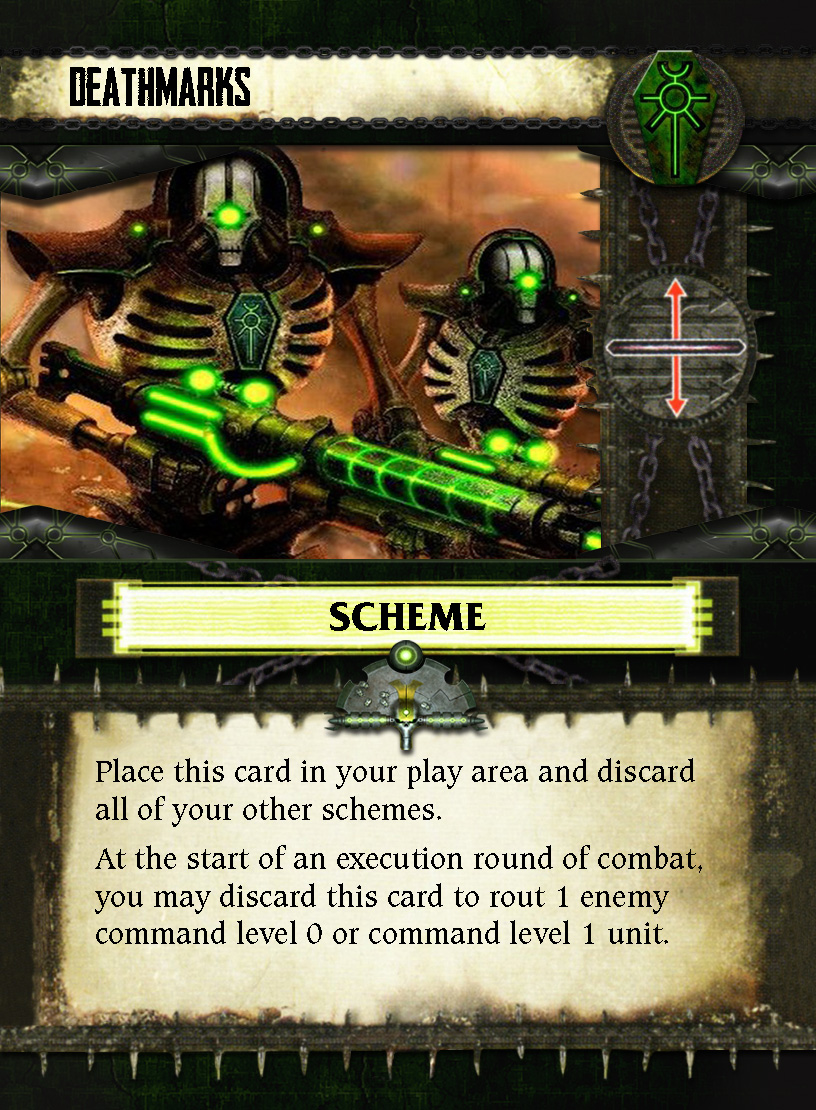 DEATHMARKS
SCHEME
Place this card in your play area and discard
all of your other schemes.
At the start of an execution round of combat,
you may discard this card to rout 1 enemy
command level 0 or command level 1 unit.